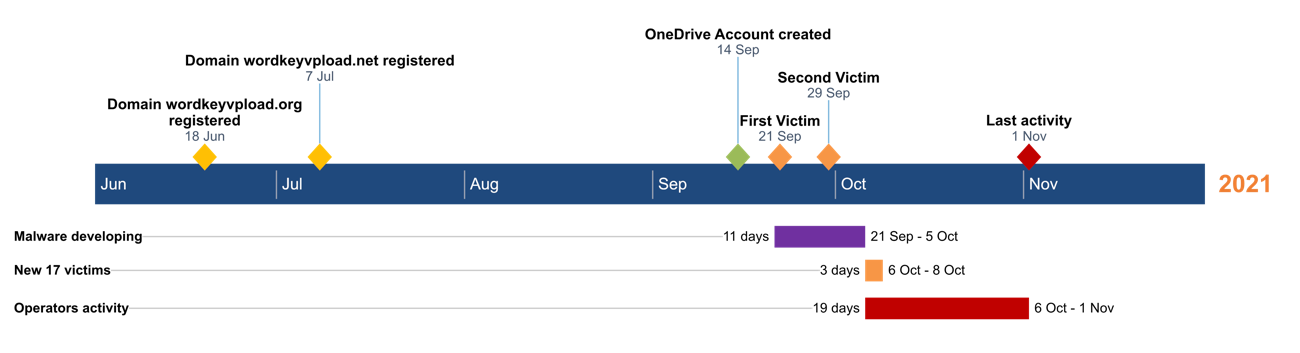 OneDrive Account created
14 Sep
Domain wordkeyvpload.net registered
7 Jul
Second Victim
29 Sep
Domain wordkeyvpload.org
registered
18 Jun
First Victim
21 Sep
Last activity
1 Nov
Jun Jul Aug Sep Oct Nov 2021
Malware developing 11 days 21 Sep - 5 Oct
New 17 victims 3 days 6 Oct - 8 Oct
Operators activity 19 days 6 Oct - 1 Nov